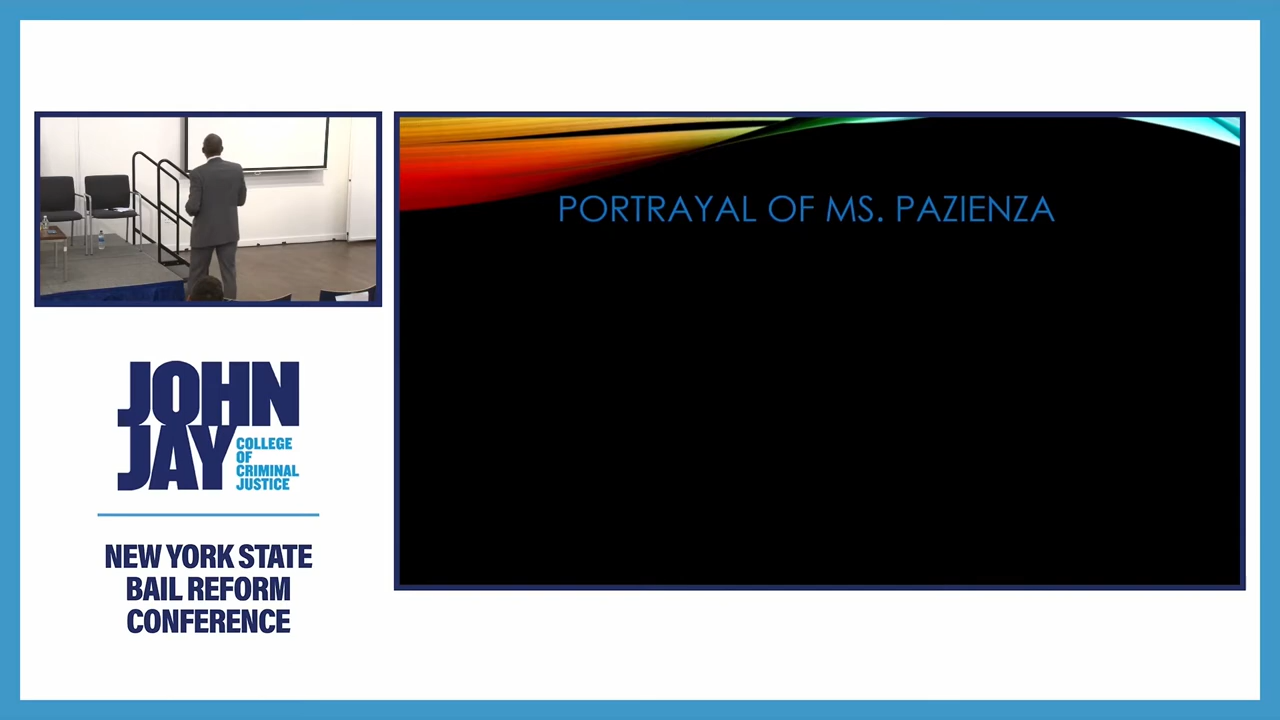 PORTRAYAL OF MS. PAZIENZA
JOHN
JAY
COLLEGE
OF
CRIMINAL
JUSTICE
NEW YORK STATE
BAIL REFORM
CONFERENCE